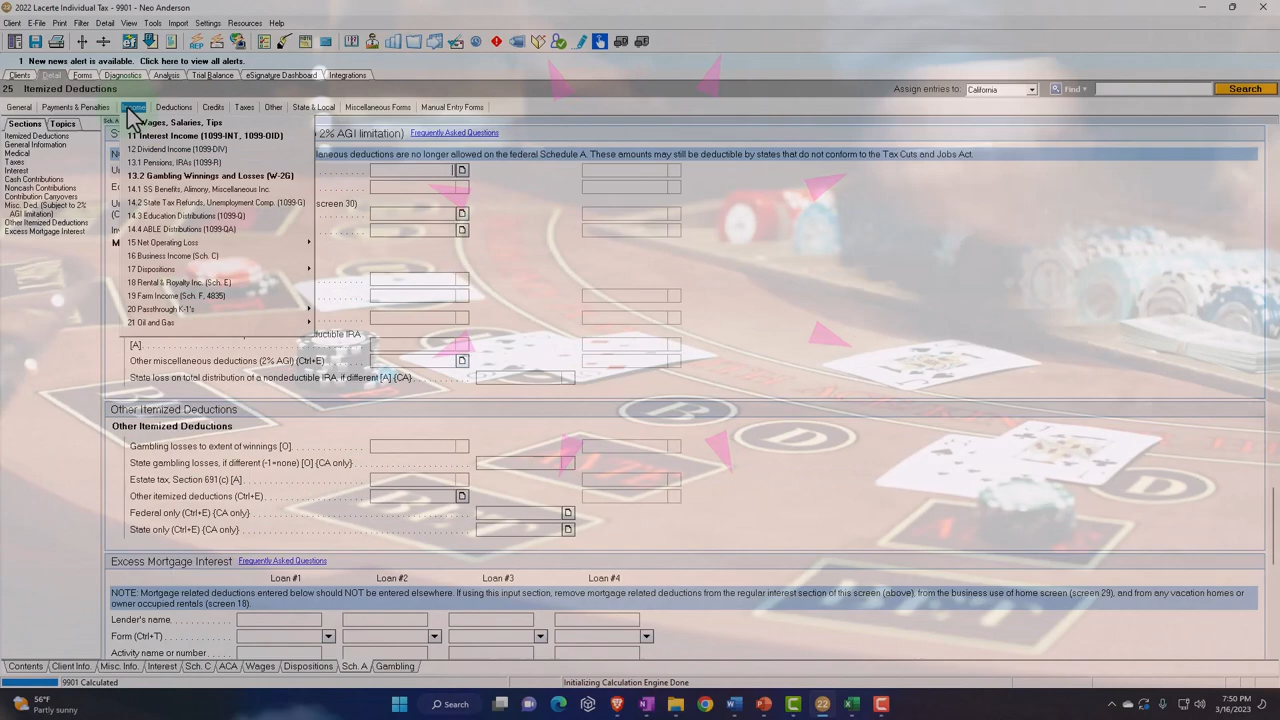 2022 Lacerte Individual Tax - 9901 - Neo Anderson
Client E-File Print Filter Detail View Tools Import Settings Resources Help
1 New news alert is available. Click here to view all alerts.
Clients Detail Forms Diagnostics Analysis Trial Balance eSignature Dashboard Integrations
25 Itemized Deductions Assign entries to: California Find Search
General Payments & Penalties Income Deductions Credits Taxes Other State & Local Miscellaneous Forms Manual Entry Forms
Sections Topics
Itemized Deductions
General Information
Medical
Taxes
Interest
Cash Contributions
Noncash Contributions
Contribution Carryovers
Misc. Ded. (Subject to 2%
AGI limitation)
Other Itemized Deductions
Excess Mortgage Interest
Wages, Salaries, Tips
11 Interest Income (1099-INT, 1099-OID)
12 Dividend Income (1099-DIV)
13.1 Pensions, IRAs (1099-R)
13.2 Gambling Winnings and Losses (W-2G)
14.1 SS Benefits, Alimony, Miscellaneous Inc.
14.2 State Tax Refunds, Unemployment Comp. (1099-G)
14.3 Education Distributions (1099-Q)
14.4 ABLE Distributions (1099-QA)
15 Net Operating Loss
16 Business Income (Sch. C)
17 Dispositions
18 Rental & Royalty Inc. (Sch. E)
19 Farm Income (Sch. F, 4835)
20 Passthrough K-1's
21 Oil and Gas
2% AGI limitation) Frequently Asked Questions
laneous deductions are no longer allowed on the federal Schedule A. These amounts may still be deductible by states that do not conform to the Tax Cuts and Jobs Act.
screen 30)
ductible IRA
[A]
Other miscellaneous deductions (2% AGI) (Ctrl+E)
State loss on total distribution of a nondeductible IRA, if different [A] {CA}
Other Itemized Deductions
Other Itemized Deductions
Gambling losses to extent of winnings [O]
State gambling losses, if different (-1=none) [O] {CA only}
Estate tax, Section 691(c) [A]
Other itemized deductions (Ctrl+E)
Federal only (Ctrl+E) {CA only}
State only (Ctrl+E) {CA only}
Excess Mortgage Interest Frequently Asked Questions
Loan #1 Loan #2 Loan #3 Loan #4
NOTE: Mortgage related deductions entered below should NOT be entered elsewhere. If using this input section, remove mortgage related deductions from the regular interest section of this screen (above), from the business use of home screen (screen 29), and from any vacation homes or
owner occupied rentals (screen 18).
Lender's name
Form (Ctrl+T)
Activity name or number
Contents Client Info. Misc. Info. Interest Sch. C ACA Wages Dispositions Sch. A Gambling
9901 Calculated Initializing Calculation Engine Done
56°F
Partly sunny
Search
7:50 PM
3/16/2023